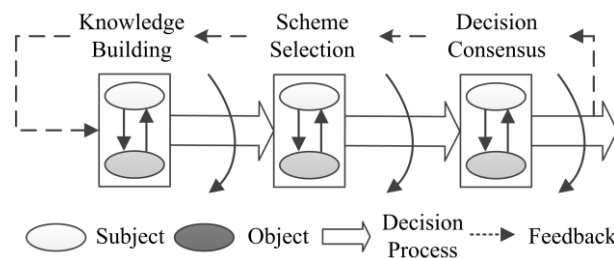 Knowledge Building
Scheme Selection
Decision Consensus
Subject
Object
Decision Process
Feedback